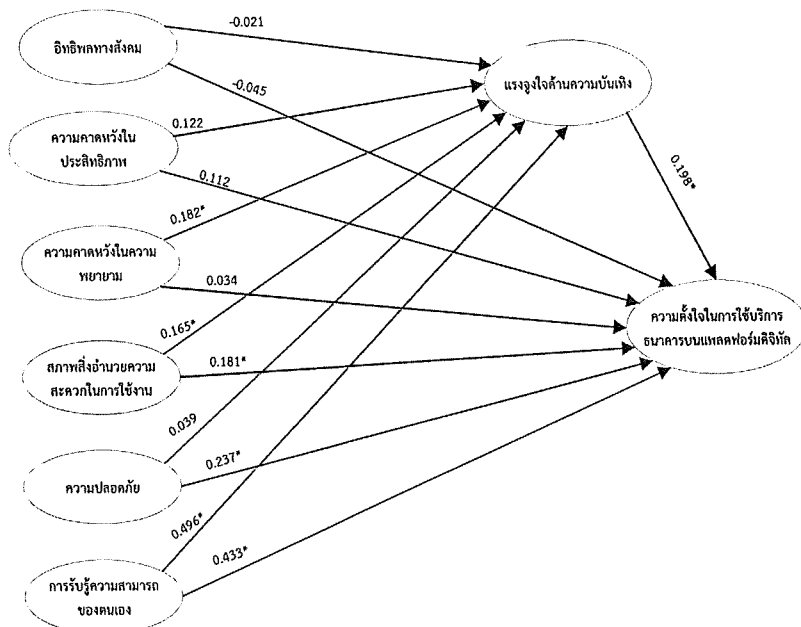 อิทธิพลทางสังคม
-0.021
แรงจูงใจด้านความบันเทิง
-0.045
0.122
ความคาดหวังใน
ประสิทธิภาพ
0.112
0.198*
0.182*
ความคาดหวังในความ
พยายาม
0.034
ความตั้งใจในการใช้บริการ
ธนาคารบนแพลตฟอร์มดิจิทัล
0.165*
สภาพสิ่งอำนวยความ
สะดวกในการใช้งาน
0.181*
0.039
ความปลอดภัย
0.237*
0.496*
0.433*
การรับรู้ความสามารถ
ของตนเอง